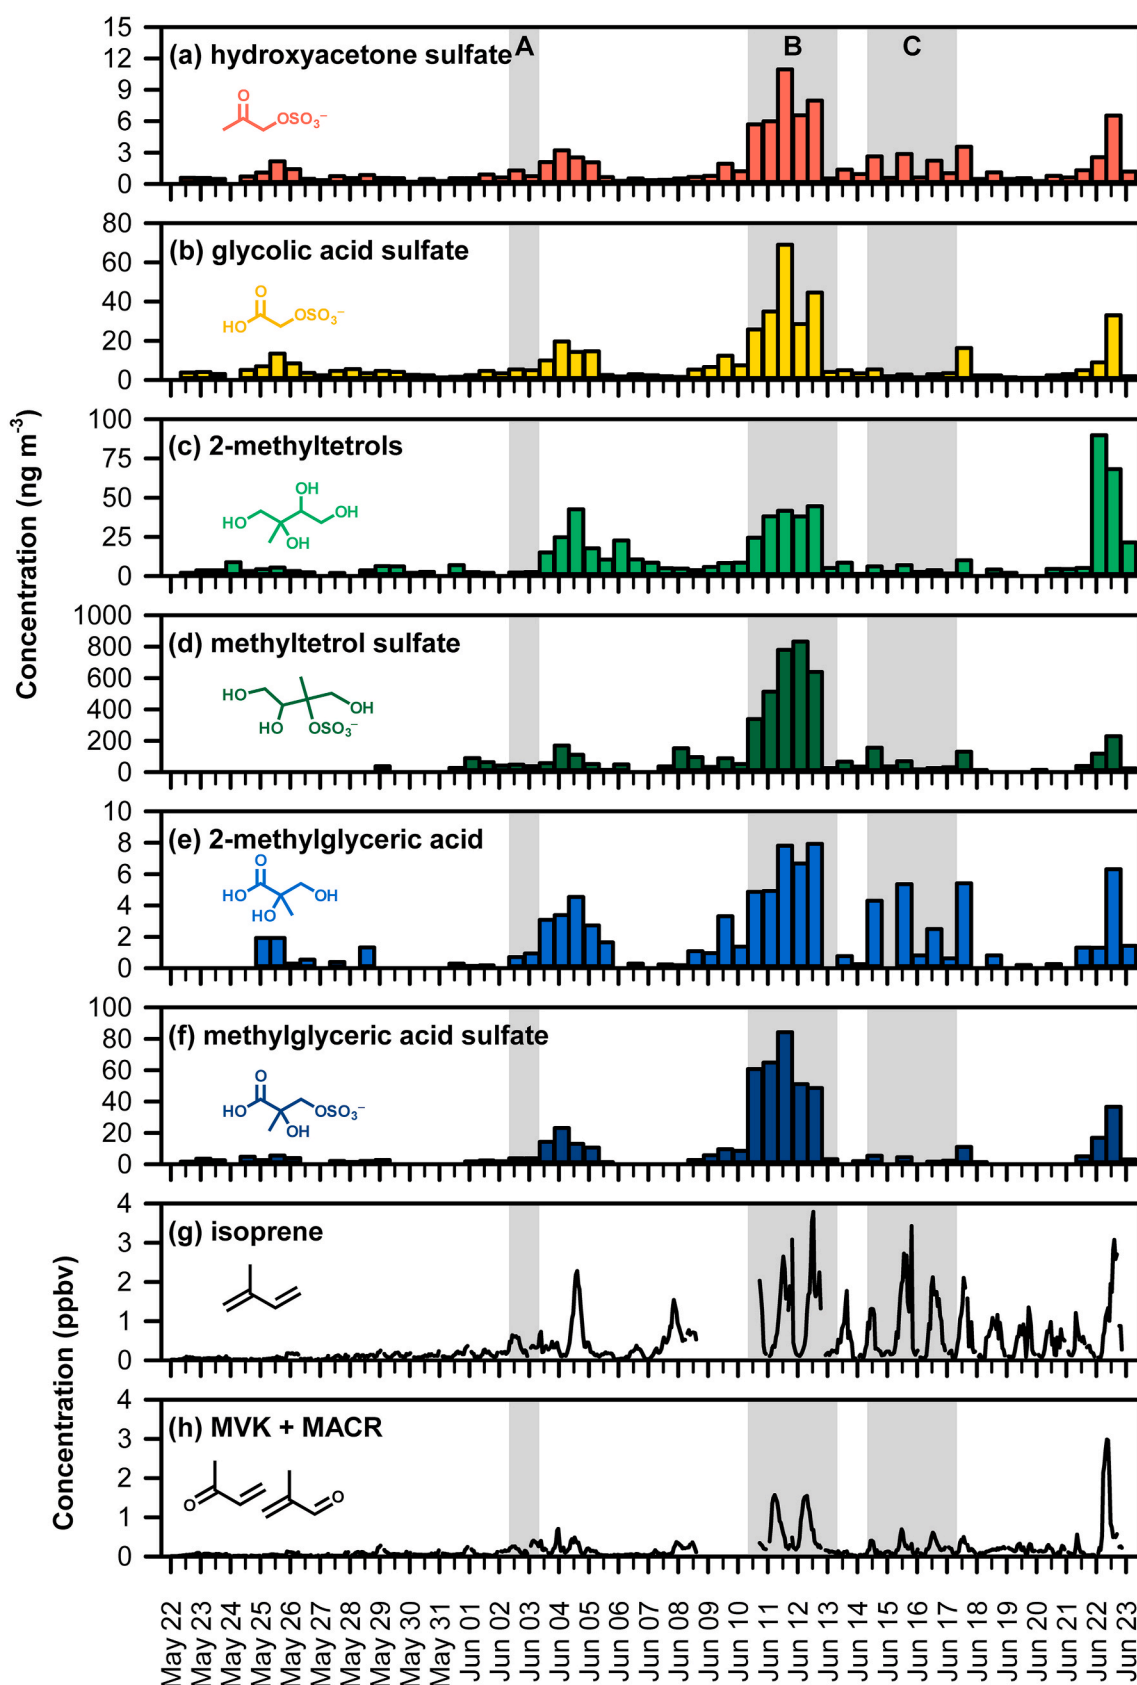 15
12
9
6
3
0
(a) hydroxyacetone sulfate
A
B
C
O
OSO3−
80
60
40
20
0
(b) glycolic acid sulfate
O
HO
OSO3−
Concentration (ng m-3)
100
75
50
25
0
(c) 2-methyltetrols
OH
HO
OH
OH
1000
800
600
400
200
0
(d) methyltetrol sulfate
HO
OH
HO
OSO3−
10
8
6
4
2
0
(e) 2-methylglyceric acid
O
HO
OH
HO
100
80
60
40
20
0
(f) methylglyceric acid sulfate
O
HO
OSO3−
OH
Concentration (ppbv)
4
3
2
1
0
(g) isoprene
4
3
2
1
0
(h) MVK + MACR
O
O
May 22
May 23
May 24
May 25
May 26
May 27
May 28
May 29
May 30
May 31
Jun 01
Jun 02
Jun 03
Jun 04
Jun 05
Jun 06
Jun 07
Jun 08
Jun 09
Jun 10
Jun 11
Jun 12
Jun 13
Jun 14
Jun 15
Jun 16
Jun 17
Jun 18
Jun 19
Jun 20
Jun 21
Jun 22
Jun 23